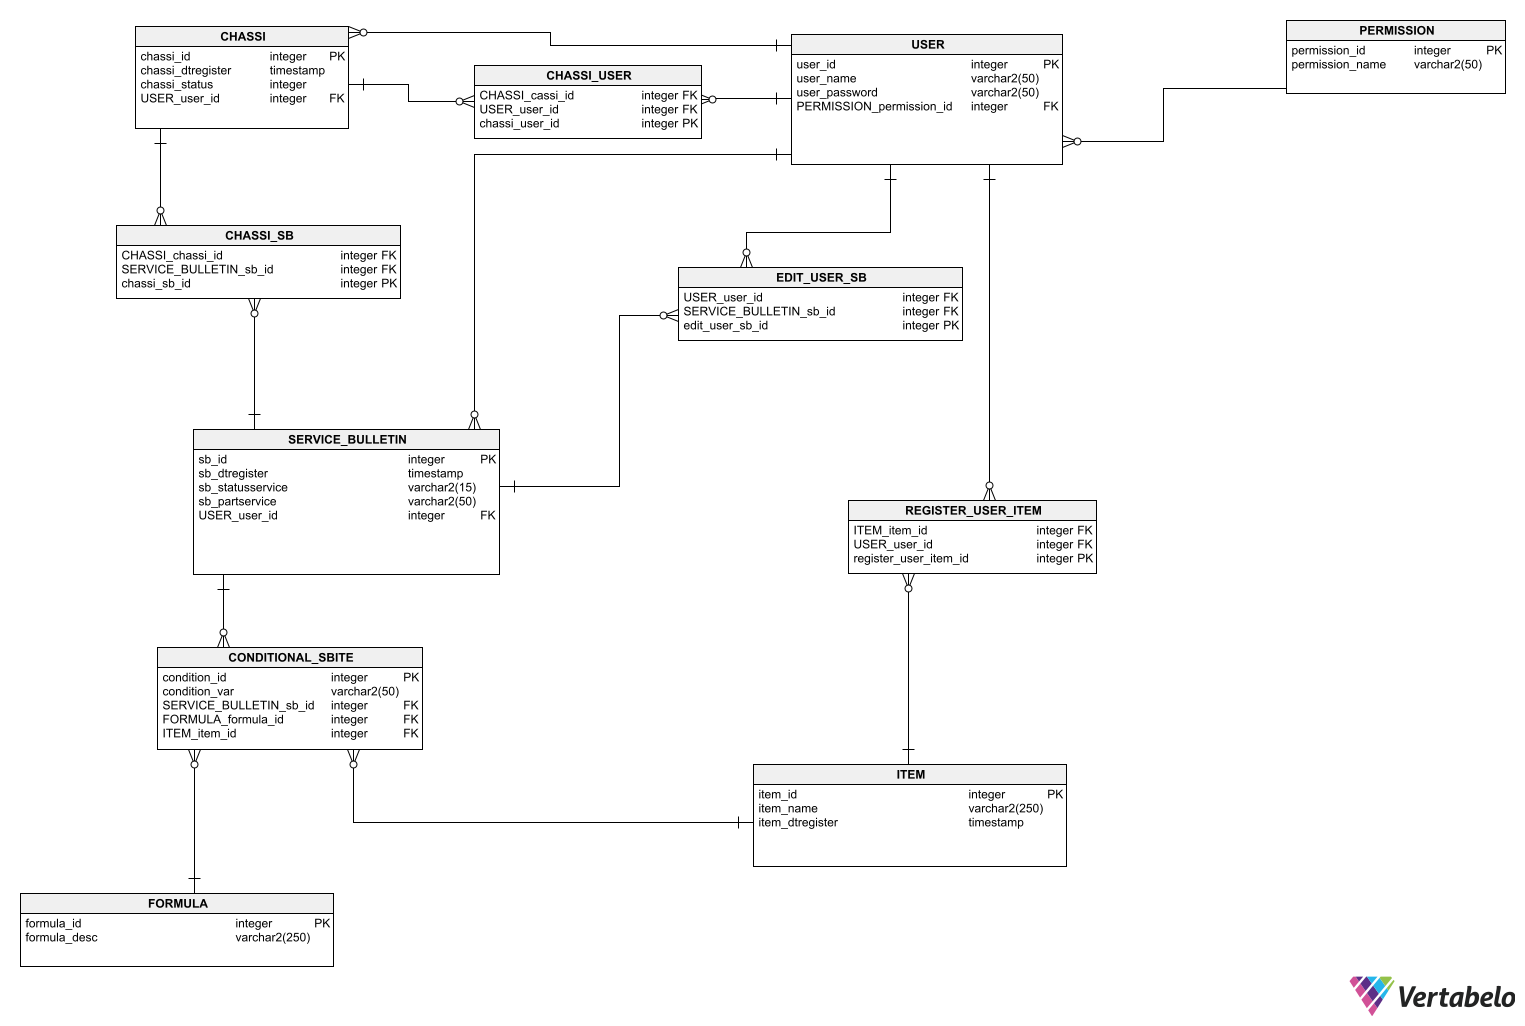 CHASSI
chassi_id integer PK
chassi_dtregister timestamp
chassi_status integer
USER_user_id integer FK
CHASSI_USER
CHASSI_cassi_id integer FK
USER_user_id integer FK
chassi_user_id integer PK
USER
user_id integer PK
user_name varchar2(50)
user_password varchar2(50)
PERMISSION_permission_id integer FK
PERMISSION
permission_id integer PK
permission_name varchar2(50)
CHASSI_SB
CHASSI_chassi_id integer FK
SERVICE_BULLETIN_sb_id integer FK
chassi_sb_id integer PK
EDIT_USER_SB
USER_user_id integer FK
SERVICE_BULLETIN_sb_id integer FK
edit_user_sb_id integer PK
SERVICE_BULLETIN
sb_id integer PK
sb_dtregister timestamp
sb_statusservice varchar2(15)
sb_partservice varchar2(50)
USER_user_id integer FK
REGISTER_USER_ITEM
ITEM_item_id integer FK
USER_user_id integer FK
register_user_item_id integer PK
CONDITIONAL_SBITE
condition_id integer PK
condition_var varchar2(50)
SERVICE_BULLETIN_sb_id integer FK
FORMULA_formula_id integer FK
ITEM_item_id integer FK
ITEM
item_id integer PK
item_name varchar2(250)
item_dtregister timestamp
FORMULA
formula_id integer PK
formula_desc varchar2(250)
Vertabelo